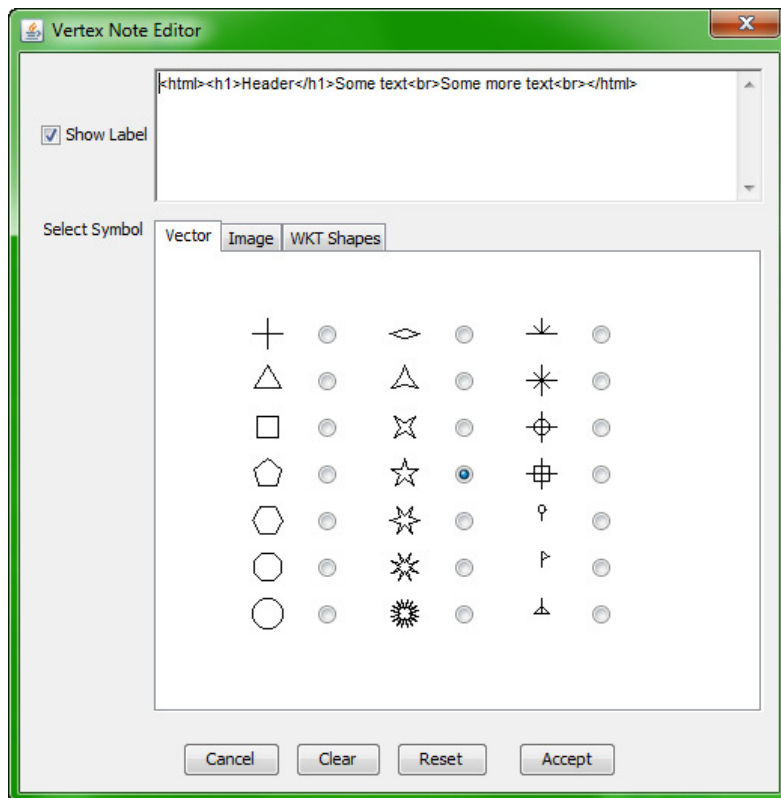 Vertex Note Editor
<html><h1>Header</h1>Some text<br>Some more text<br></html>
Show Label
Select Symbol
Vector Image WKT Shapes
Cancel Clear Reset Accept